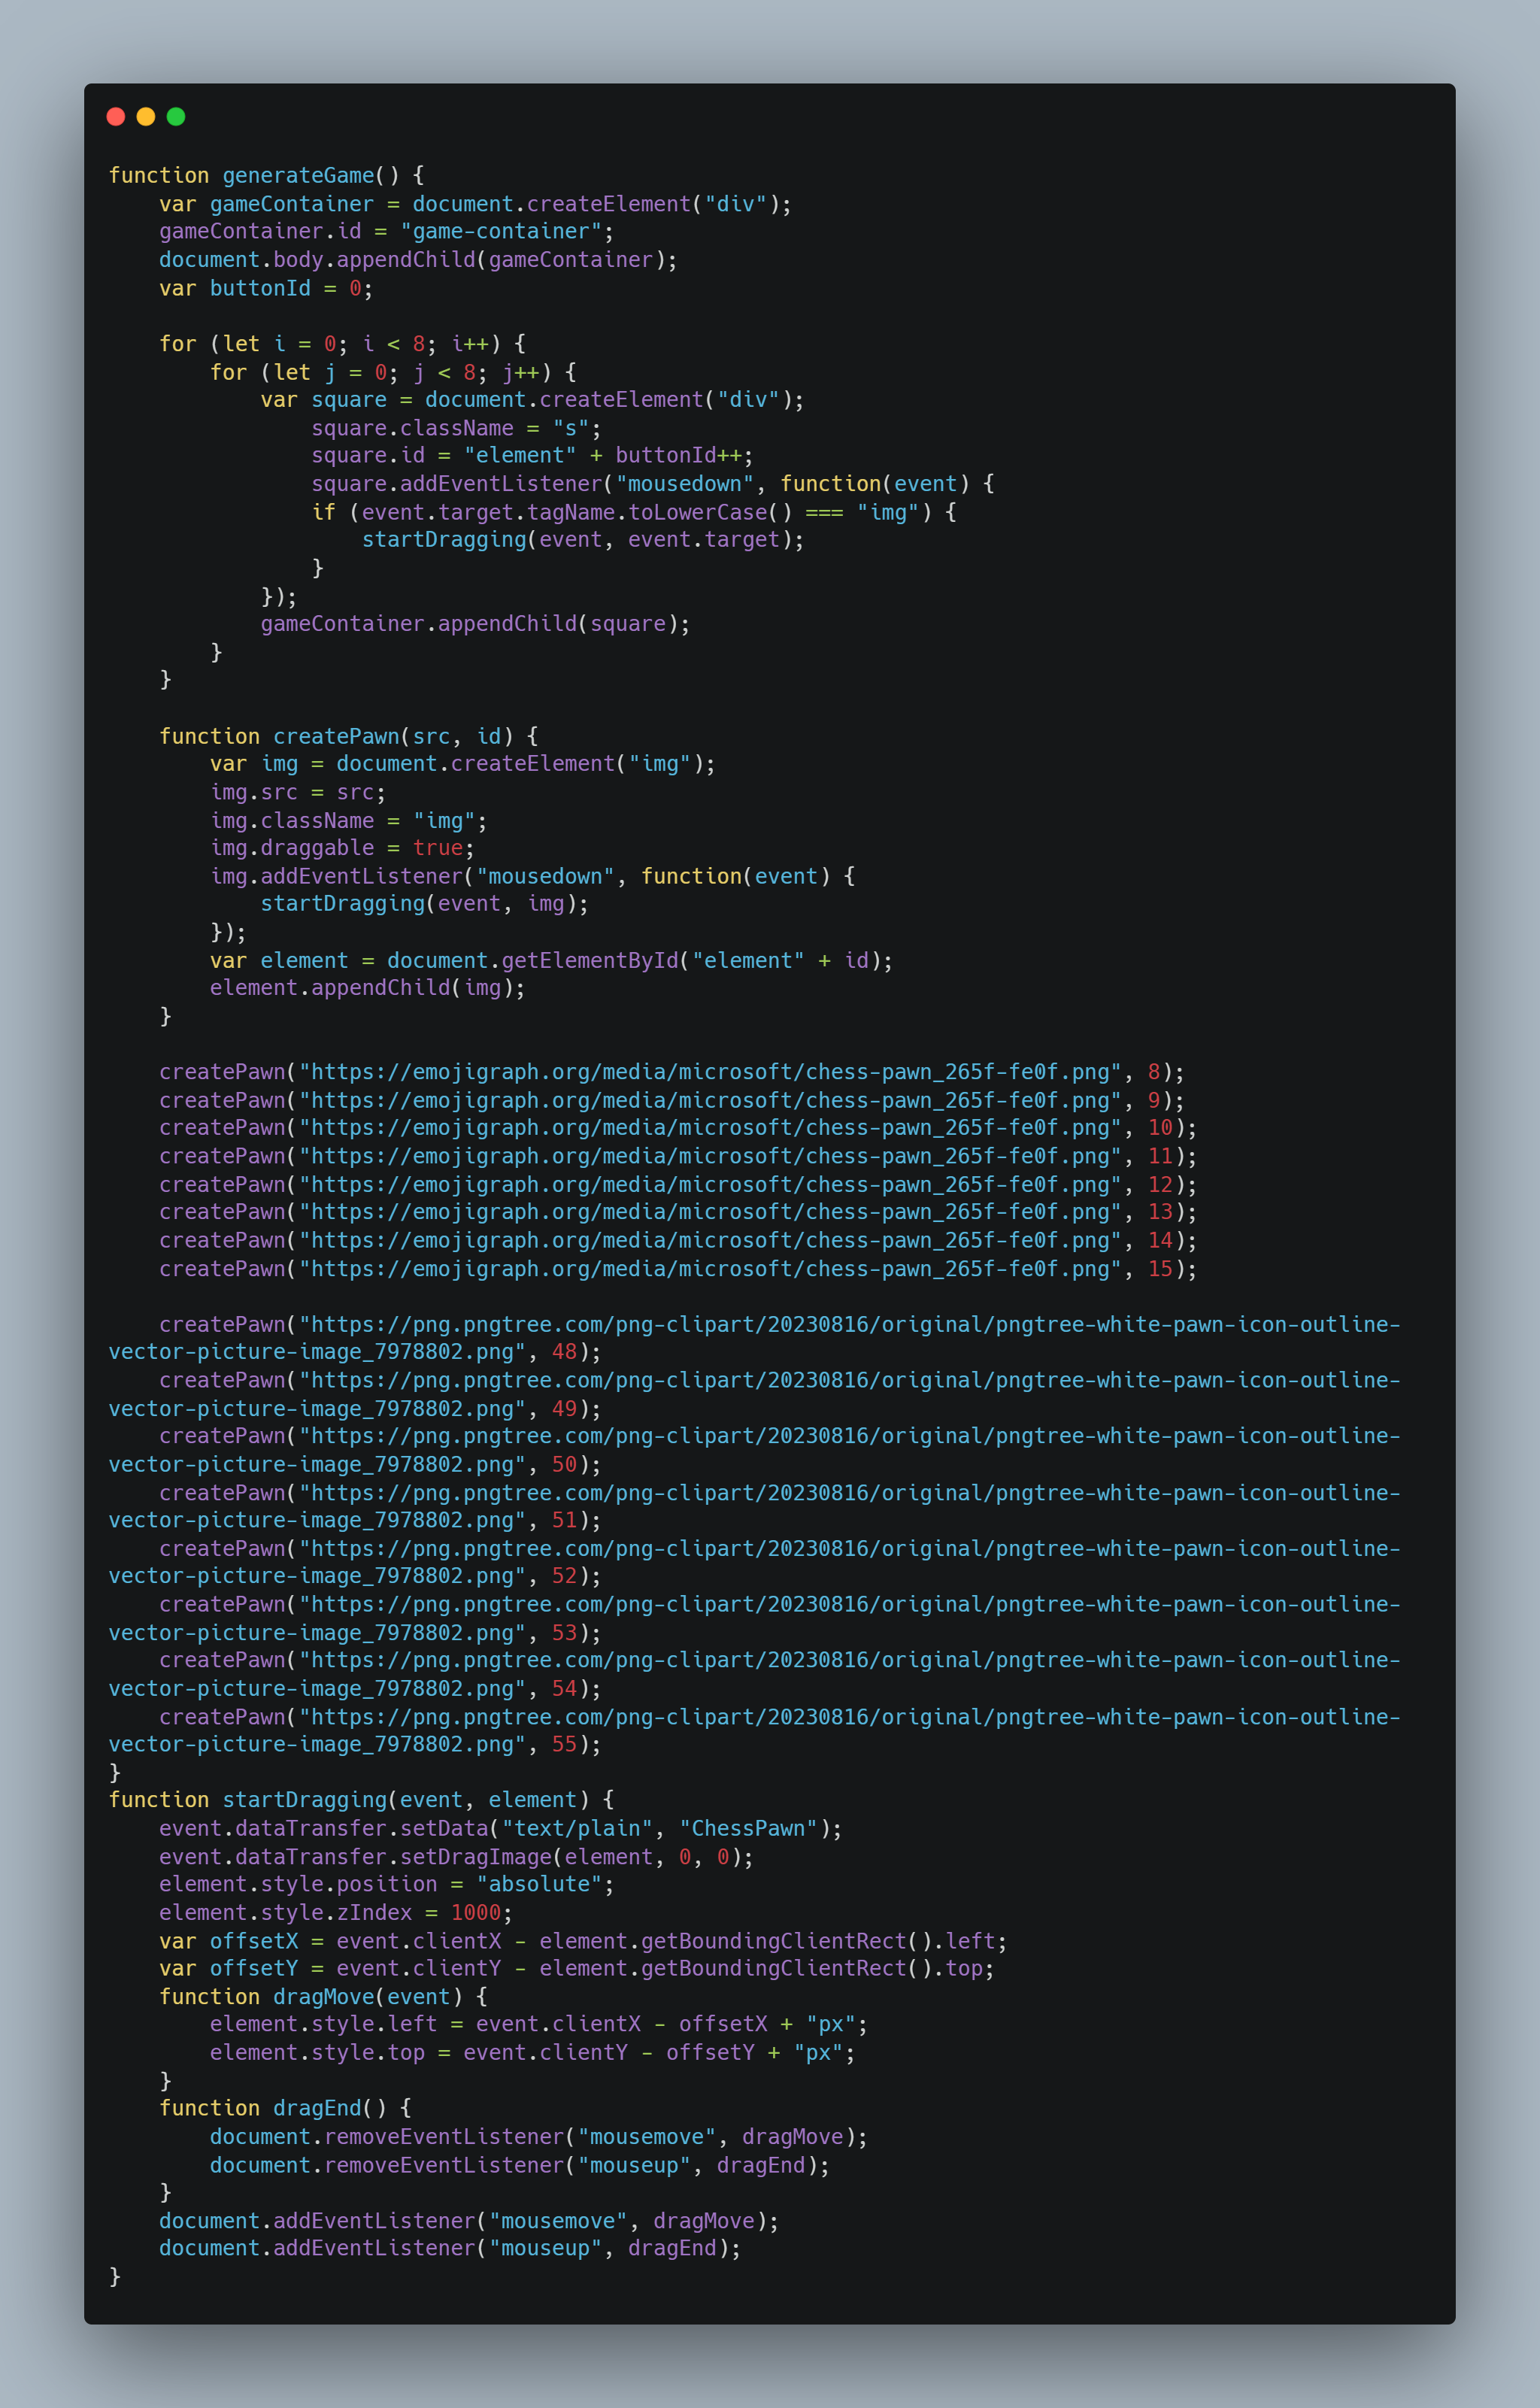 function generateGame() {
    var gameContainer = document.createElement("div");
    gameContainer.id = "game-container";
    document.body.appendChild(gameContainer);
    var buttonId = 0;

    for (let i = 0; i < 8; i++) {
        for (let j = 0; j < 8; j++) {
            var square = document.createElement("div");
                square.className = "s";
                square.id = "element" + buttonId++;
                square.addEventListener("mousedown", function(event) {
                if (event.target.tagName.toLowerCase() === "img") {
                    startDragging(event, event.target);
                }
            });
            gameContainer.appendChild(square);
        }
    }

    function createPawn(src, id) {
        var img = document.createElement("img");
        img.src = src;
        img.className = "img";
        img.draggable = true;
        img.addEventListener("mousedown", function(event) {
            startDragging(event, img);
        });
        var element = document.getElementById("element" + id);
        element.appendChild(img);
    }

    createPawn("https://emojigraph.org/media/microsoft/chess-pawn_265f-fe0f.png", 8);
    createPawn("https://emojigraph.org/media/microsoft/chess-pawn_265f-fe0f.png", 9);
    createPawn("https://emojigraph.org/media/microsoft/chess-pawn_265f-fe0f.png", 10);
    createPawn("https://emojigraph.org/media/microsoft/chess-pawn_265f-fe0f.png", 11);
    createPawn("https://emojigraph.org/media/microsoft/chess-pawn_265f-fe0f.png", 12);
    createPawn("https://emojigraph.org/media/microsoft/chess-pawn_265f-fe0f.png", 13);
    createPawn("https://emojigraph.org/media/microsoft/chess-pawn_265f-fe0f.png", 14);
    createPawn("https://emojigraph.org/media/microsoft/chess-pawn_265f-fe0f.png", 15);

    createPawn("https://png.pngtree.com/png-clipart/20230816/original/pngtree-white-pawn-icon-outline-
vector-picture-image_7978802.png", 48);
    createPawn("https://png.pngtree.com/png-clipart/20230816/original/pngtree-white-pawn-icon-outline-
vector-picture-image_7978802.png", 49);
    createPawn("https://png.pngtree.com/png-clipart/20230816/original/pngtree-white-pawn-icon-outline-
vector-picture-image_7978802.png", 50);
    createPawn("https://png.pngtree.com/png-clipart/20230816/original/pngtree-white-pawn-icon-outline-
vector-picture-image_7978802.png", 51);
    createPawn("https://png.pngtree.com/png-clipart/20230816/original/pngtree-white-pawn-icon-outline-
vector-picture-image_7978802.png", 52);
    createPawn("https://png.pngtree.com/png-clipart/20230816/original/pngtree-white-pawn-icon-outline-
vector-picture-image_7978802.png", 53);
    createPawn("https://png.pngtree.com/png-clipart/20230816/original/pngtree-white-pawn-icon-outline-
vector-picture-image_7978802.png", 54);
    createPawn("https://png.pngtree.com/png-clipart/20230816/original/pngtree-white-pawn-icon-outline-
vector-picture-image_7978802.png", 55);
}
function startDragging(event, element) {
    event.dataTransfer.setData("text/plain", "ChessPawn");
    event.dataTransfer.setDragImage(element, 0, 0);
    element.style.position = "absolute";
    element.style.zIndex = 1000;
    var offsetX = event.clientX - element.getBoundingClientRect().left;
    var offsetY = event.clientY - element.getBoundingClientRect().top;
    function dragMove(event) {
        element.style.left = event.clientX - offsetX + "px";
        element.style.top = event.clientY - offsetY + "px";
    }
    function dragEnd() {
        document.removeEventListener("mousemove", dragMove);
        document.removeEventListener("mouseup", dragEnd);
    }
    document.addEventListener("mousemove", dragMove);
    document.addEventListener("mouseup", dragEnd);
}